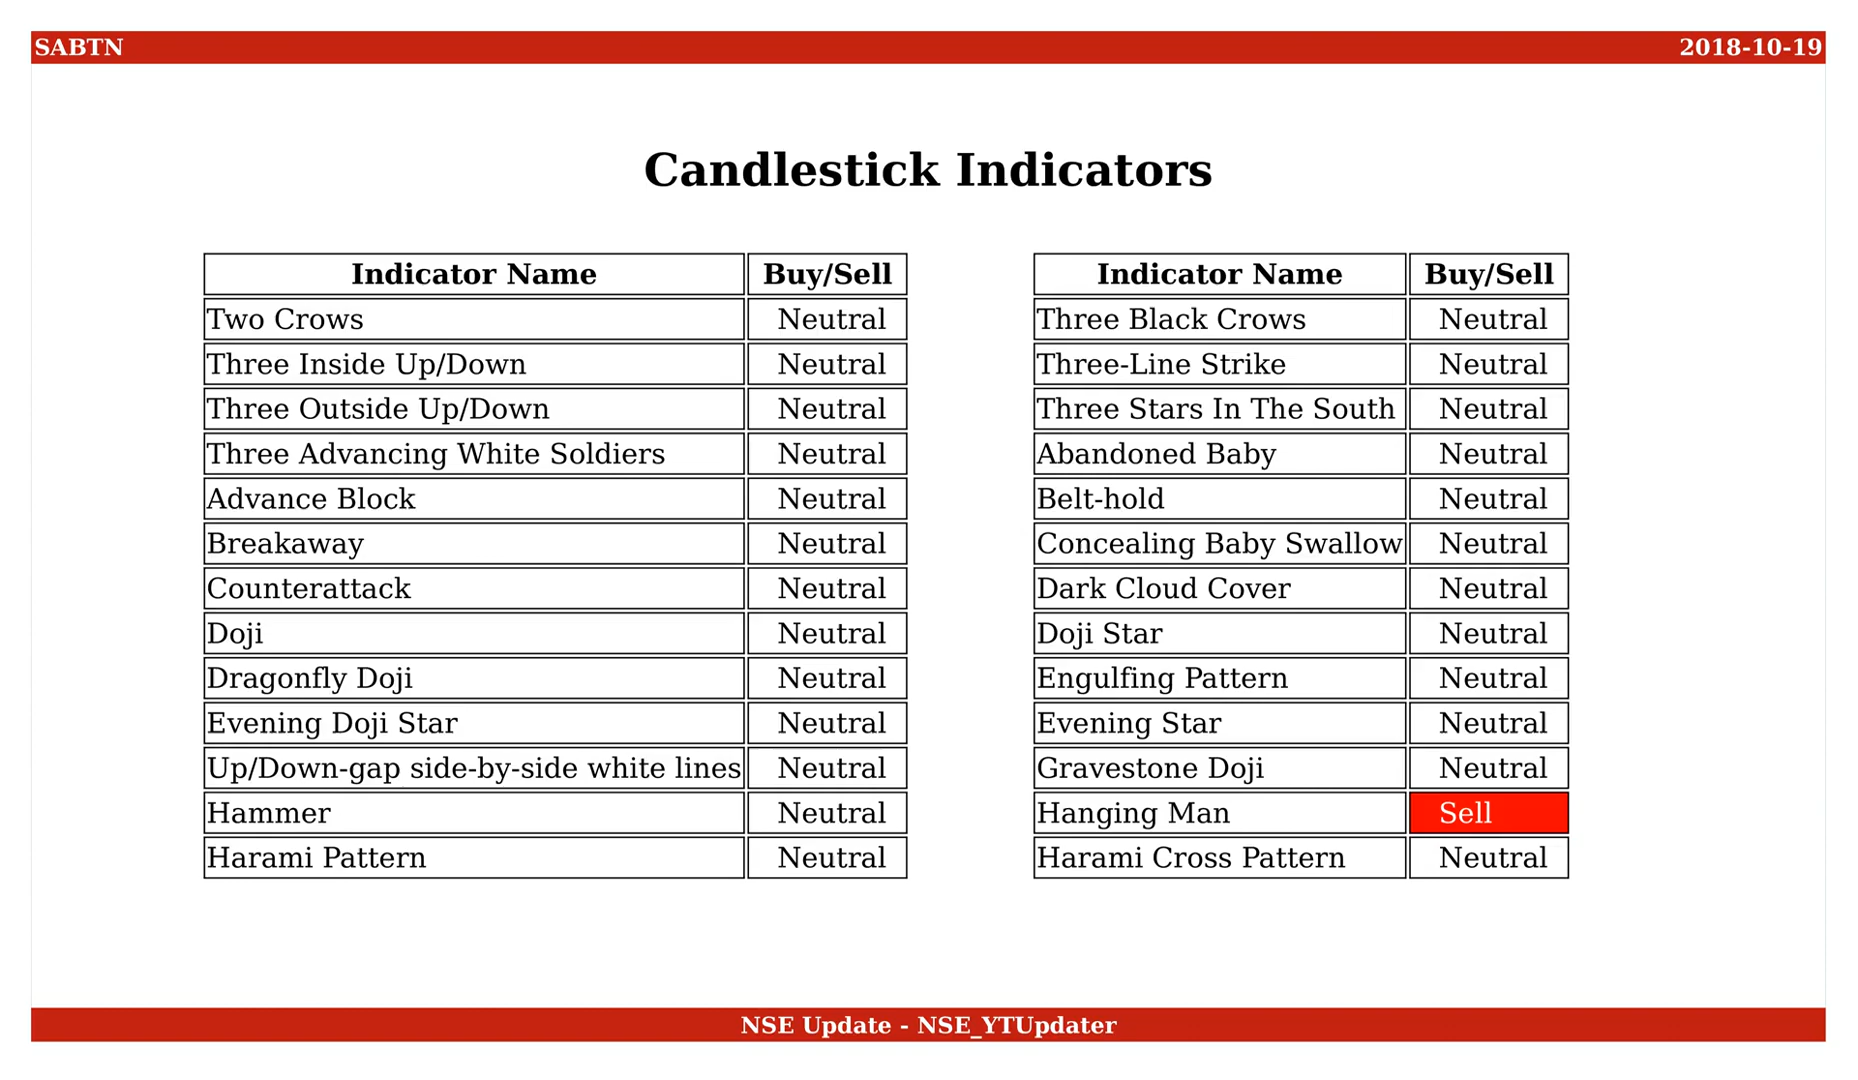 SABTN 2018-10-19
Candlestick Indicators
Indicator Name Buy/Sell Indicator Name Buy/Sell
Two Crows Neutral Three Black Crows Neutral
Three Inside Up/Down Neutral Three-Line Strike Neutral
Three Outside Up/Down Neutral Three Stars In The South Neutral
Three Advancing White Soldiers Neutral Abandoned Baby Neutral
Advance Block Neutral Belt-hold Neutral
Breakaway Neutral Concealing Baby Swallow Neutral
Counterattack Neutral Dark Cloud Cover Neutral
Doji Neutral Doji Star Neutral
Dragonfly Doji Neutral Engulfing Pattern Neutral
Evening Doji Star Neutral Evening Star Neutral
Up/Down-gap side-by-side white lines Neutral Gravestone Doji Neutral
Hammer Neutral Hanging Man Sell
Harami Pattern Neutral Harami Cross Pattern Neutral
NSE Update - NSE_YTUpdater